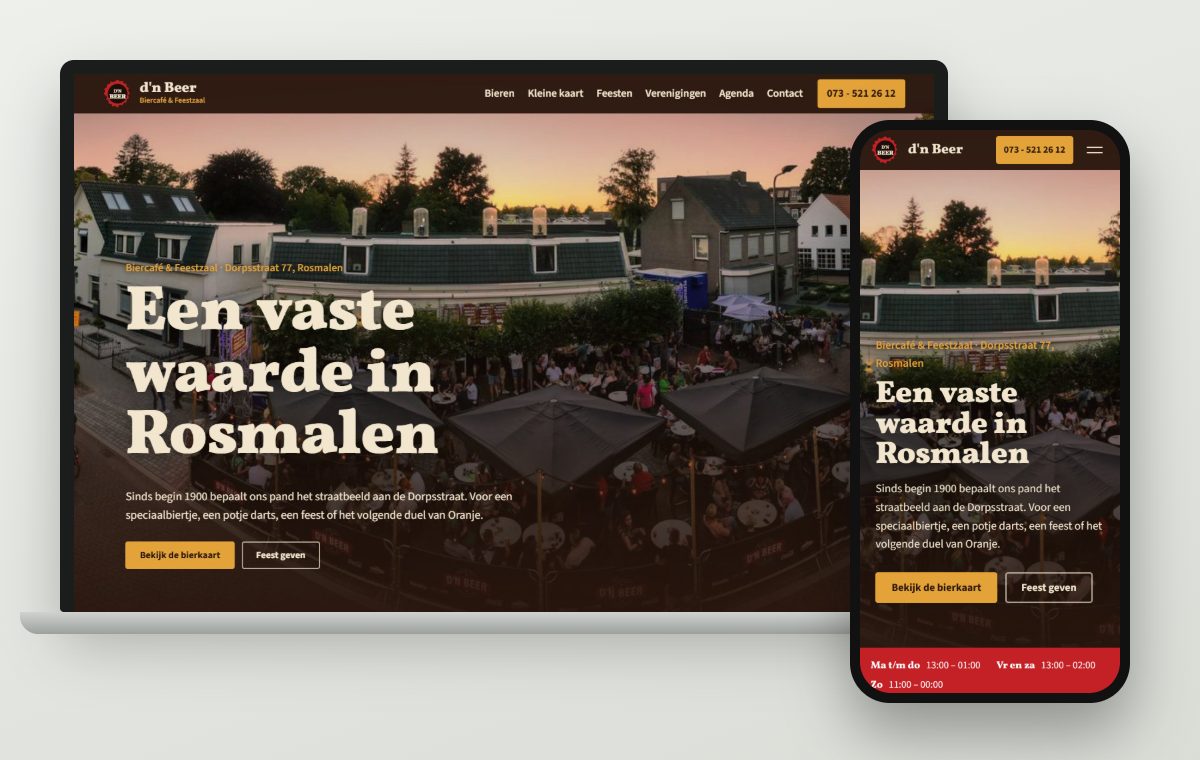 D'N
BEER
d'n Beer
Biercafé & Feestzaal
Bieren Kleine kaart Feesten Verenigingen Agenda Contact 073 - 521 26 12
Biercafé & Feestzaal · Dorpsstraat 77, Rosmalen
Een vaste
waarde in
Rosmalen
Sinds begin 1900 bepaalt ons pand het straatbeeld aan de Dorpsstraat. Voor een
speciaalbiertje, een potje darts, een feest of het volgende duel van Oranje.
Bekijk de bierkaart Feest geven
D'N BEER
D'N BEER
D'N BEER
D'N
BEER
d'n Beer 073 - 521 26 12
Biercafé & Feestzaal · Dorpsstraat 77,
Rosmalen
Een vaste
waarde in
Rosmalen
Sinds begin 1900 bepaalt ons pand het
straatbeeld aan de Dorpsstraat. Voor een
speciaalbiertje, een potje darts, een feest of het
volgende duel van Oranje.
Bekijk de bierkaart Feest geven
D'N BEER
Ma t/m do 13:00 – 01:00 Vr en za 13:00 – 02:00
Zo 11:00 – 00:00